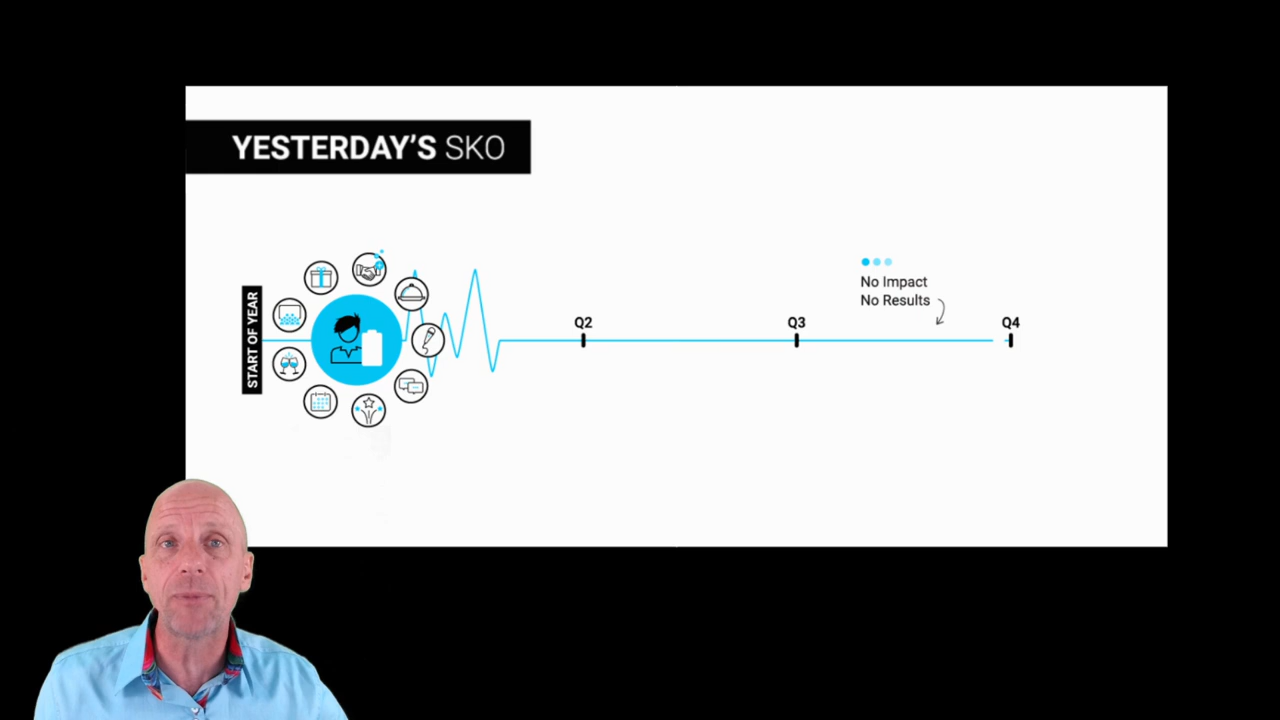 YESTERDAY'S SKO
START OF YEAR
No Impact
No Results
Q2
Q3
Q4